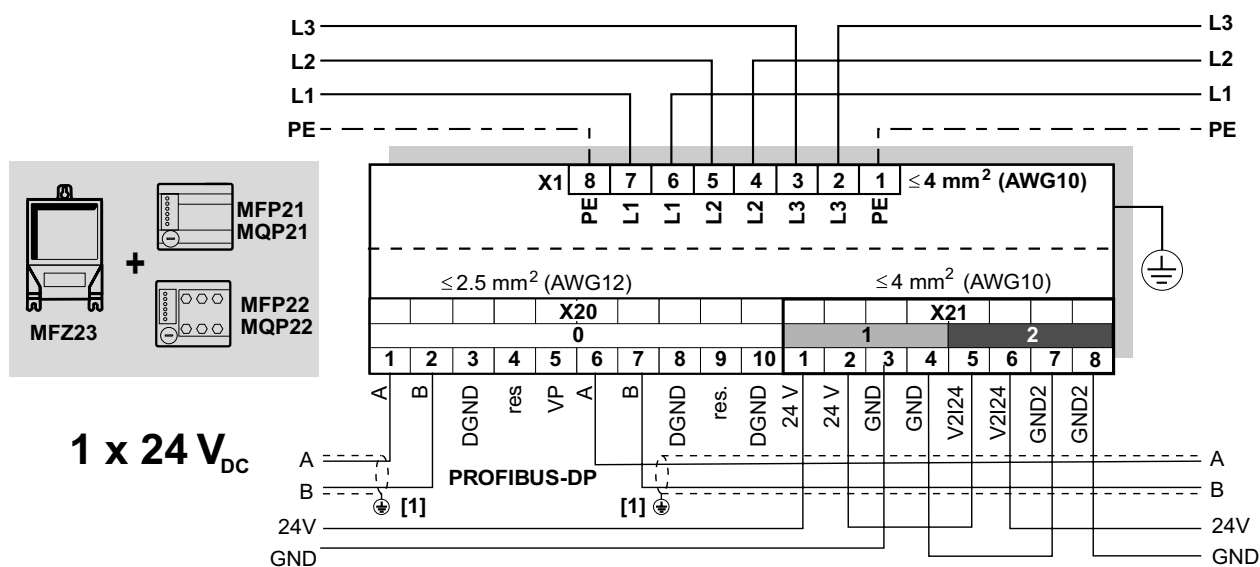 L3 L3
L2 L2
L1 L1
PE PE
X1 8 7 6 5 4 3 2 1 ≤4 mm² (AWG10)
PE L1 L1 L2 L2 L3 L3 PE
MFP21
MQP21
+
MFP22
MQP22
MFZ23
≤2.5 mm² (AWG12) ≤4 mm² (AWG10)
X20 X21
0 1 2
1 2 3 4 5 6 7 8 9 10 1 2 3 4 5 6 7 8
A B DGND res VP A B DGND res. DGND 24 V 24 V GND GND V2I24 V2I24 GND2 GND2
1 x 24 VDC
A PROFIBUS-DP A
B [1] [1] B
24V 24V
GND GND